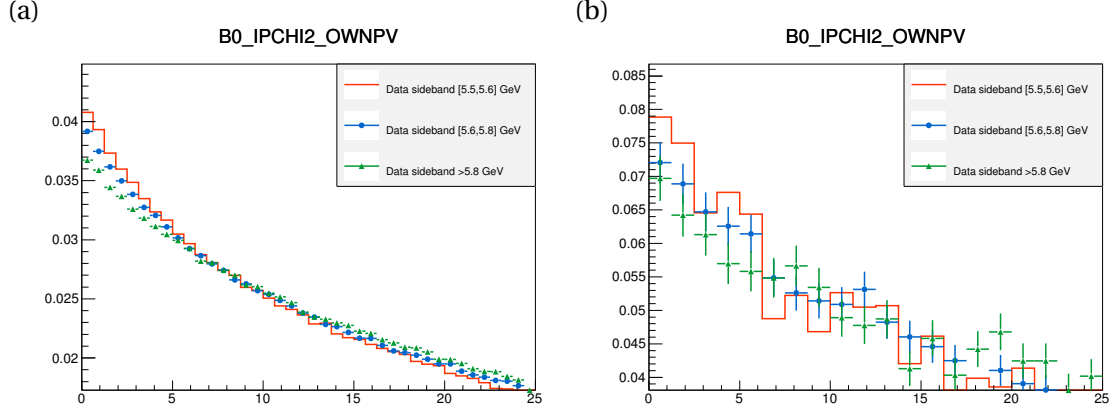 (a)
B0_IPCHI2_OWNPV
Data sideband [5.5,5.6] GeV
Data sideband [5.6,5.8] GeV
Data sideband >5.8 GeV
0.04
0.035
0.03
0.025
0.02
0 5 10 15 20 25
(b)
B0_IPCHI2_OWNPV
Data sideband [5.5,5.6] GeV
Data sideband [5.6,5.8] GeV
Data sideband >5.8 GeV
0.085
0.08
0.075
0.07
0.065
0.06
0.055
0.05
0.045
0.04
0 5 10 15 20 25